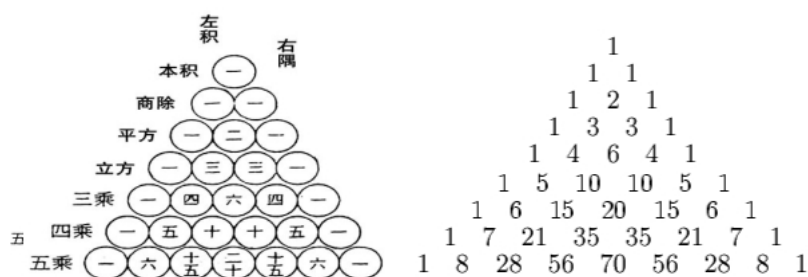 左积
右隅
本积 一
商除 一 一
平方 一 二 一
立方 一 三 三 一
三乘 一 四 六 四 一
五 四乘 一 五 十 十 五 一
五乘 一 六 十五 二十 十五 六 一
1
1 1
1 2 1
1 3 3 1
1 4 6 4 1
1 5 10 10 5 1
1 6 15 20 15 6 1
1 7 21 35 35 21 7 1
1 8 28 56 70 56 28 8 1